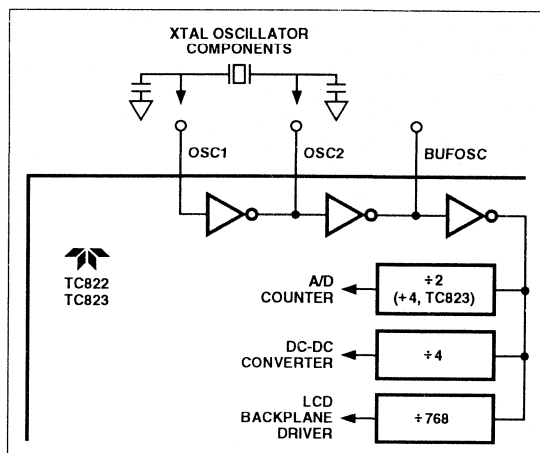 XTAL OSCILLATOR
COMPONENTS
OSC1
OSC2
BUFOSC
TC822
TC823
A/D
COUNTER
÷2
(+4, TC823)
DC-DC
CONVERTER
÷4
LCD
BACKPLANE
DRIVER
÷768